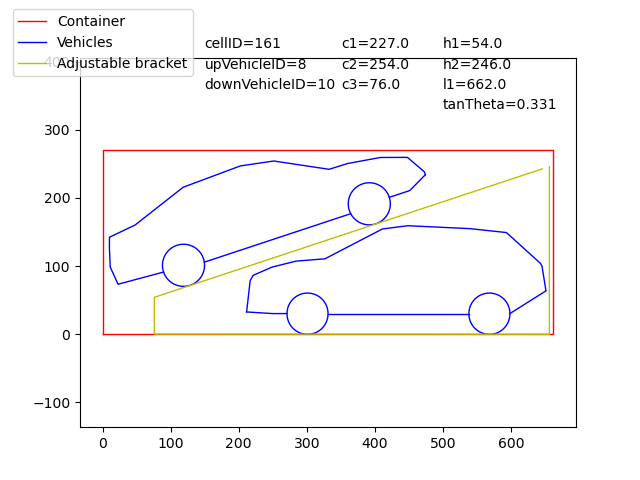 Container
Vehicles
Adjustable bracket
cellID=161 c1=227.0 h1=54.0
upVehicleID=8 c2=254.0 h2=246.0
downVehicleID=10 c3=76.0 l1=662.0
tanTheta=0.331
400
300
200
100
0
−100
0 100 200 300 400 500 600